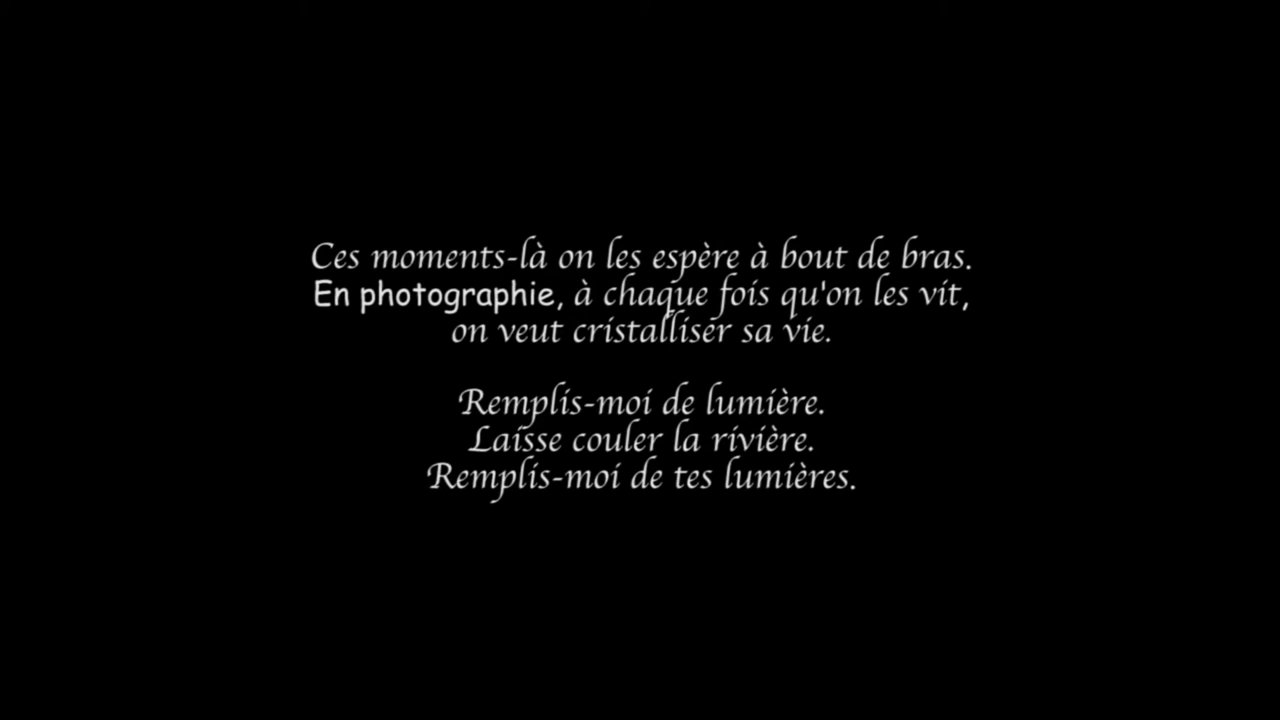 Ces moments-là on les espère à bout de bras.
En photographie, à chaque fois qu'on les vit,
on veut cristalliser sa vie.
Remplis-moi de lumière.
Laisse couler la rivière.
Remplis-moi de tes lumières.